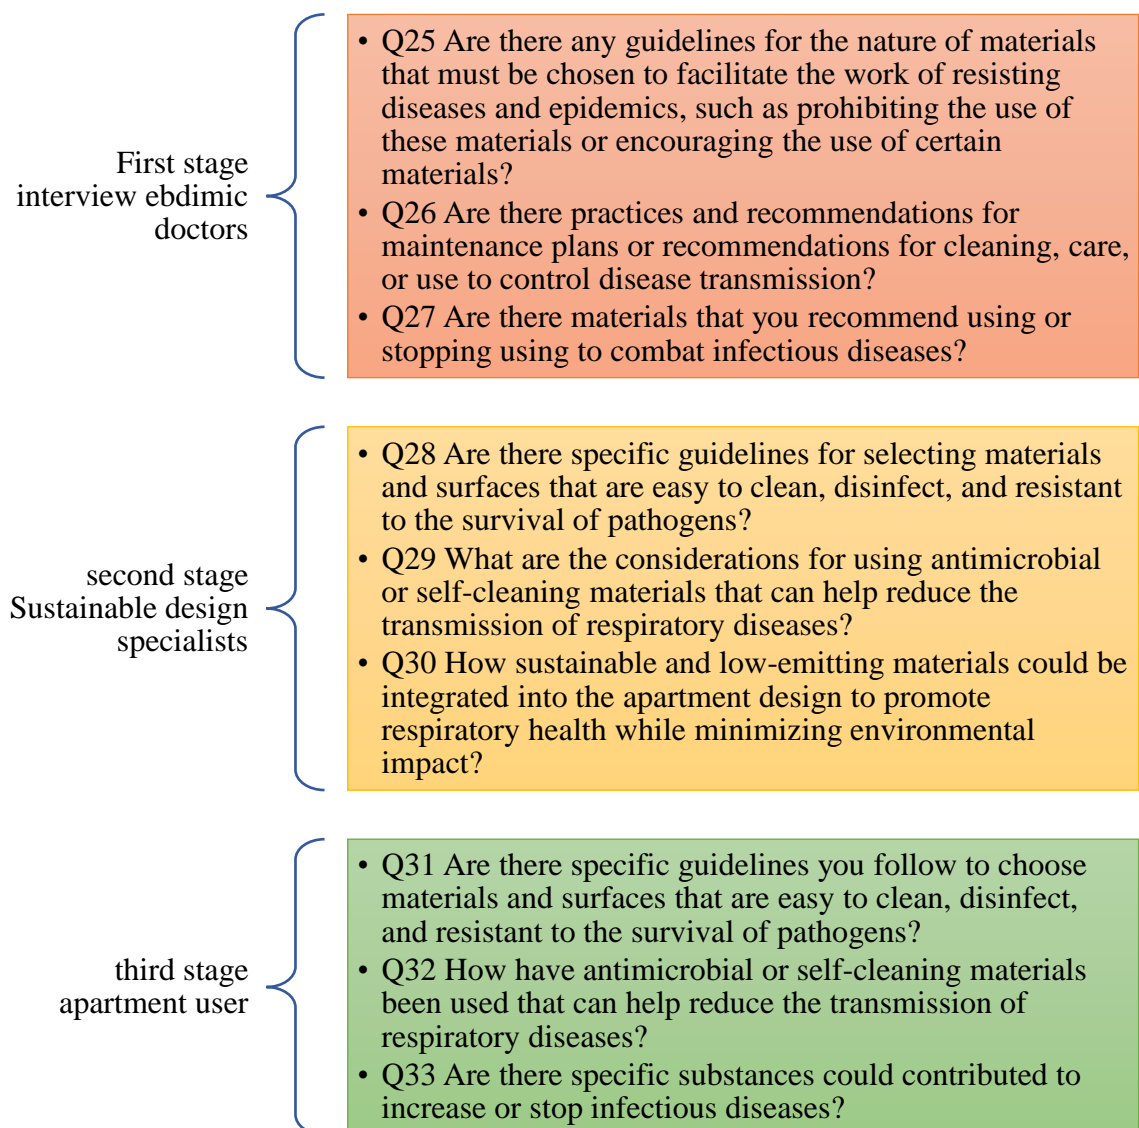 First stage
interview ebdimic
doctors
• Q25 Are there any guidelines for the nature of materials
that must be chosen to facilitate the work of resisting
diseases and epidemics, such as prohibiting the use of
these materials or encouraging the use of certain
materials?
• Q26 Are there practices and recommendations for
maintenance plans or recommendations for cleaning, care,
or use to control disease transmission?
• Q27 Are there materials that you recommend using or
stopping using to combat infectious diseases?
second stage
Sustainable design
specialists
• Q28 Are there specific guidelines for selecting materials
and surfaces that are easy to clean, disinfect, and resistant
to the survival of pathogens?
• Q29 What are the considerations for using antimicrobial
or self-cleaning materials that can help reduce the
transmission of respiratory diseases?
• Q30 How sustainable and low-emitting materials could be
integrated into the apartment design to promote
respiratory health while minimizing environmental
impact?
third stage
apartment user
• Q31 Are there specific guidelines you follow to choose
materials and surfaces that are easy to clean, disinfect,
and resistant to the survival of pathogens?
• Q32 How have antimicrobial or self-cleaning materials
been used that can help reduce the transmission of
respiratory diseases?
• Q33 Are there specific substances could contributed to
increase or stop infectious diseases?